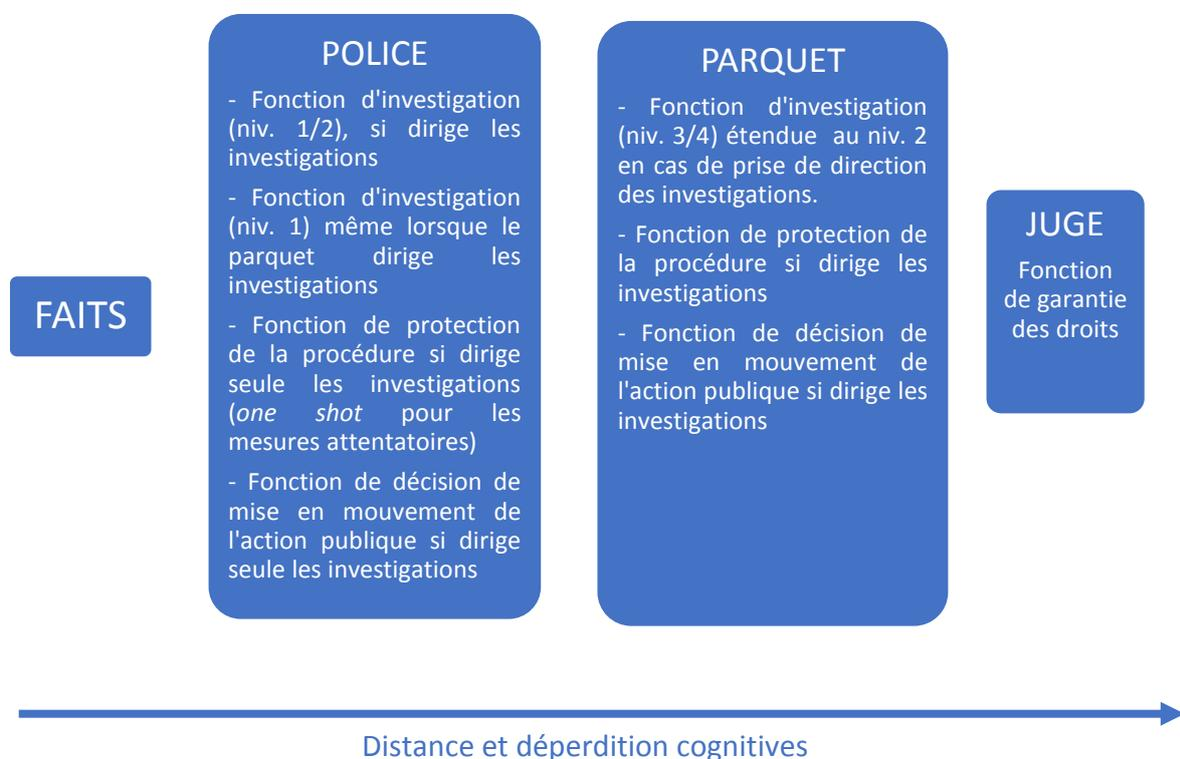 FAITS
POLICE
- Fonction d'investigation
(niv. 1/2), si dirige les
investigations
- Fonction d'investigation
(niv. 1) même lorsque le
parquet dirige les
investigations
- Fonction de protection
de la procédure si dirige
seule les investigations
(one shot pour les
mesures attentatoires)
- Fonction de décision de
mise en mouvement de
l'action publique si dirige
seule les investigations
PARQUET
- Fonction d'investigation
(niv. 3/4) étendue au niv. 2
en cas de prise de direction
des investigations.
- Fonction de protection de
la procédure si dirige les
investigations
- Fonction de décision de
mise en mouvement de
l'action publique si dirige les
investigations
JUGE
Fonction
de garantie
des droits
Distance et déperdition cognitives